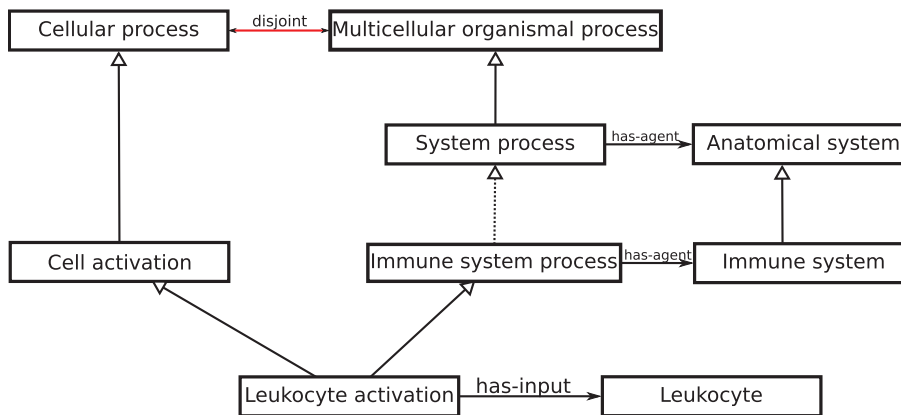 Cellular process
disjoint
Multicellular organismal process
System process
has-agent
Anatomical system
Cell activation
Immune system process
has-agent
Immune system
Leukocyte activation
has-input
Leukocyte